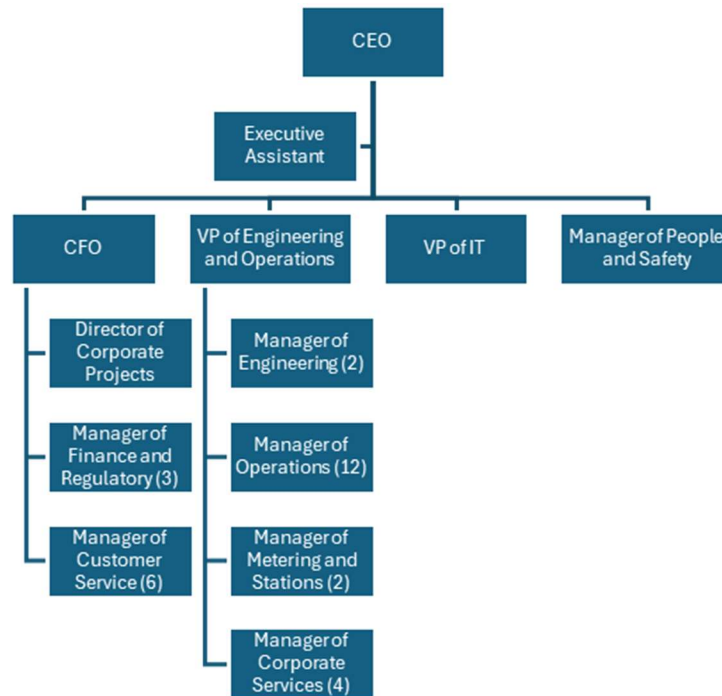 CEO
Executive
Assistant
CFO
VP of Engineering
and Operations
VP of IT
Manager of People
and Safety
Director of
Corporate
Projects
Manager of
Finance and
Regulatory (3)
Manager of
Customer
Service (6)
Manager of
Engineering (2)
Manager of
Operations (12)
Manager of
Metering and
Stations (2)
Manager of
Corporate
Services (4)